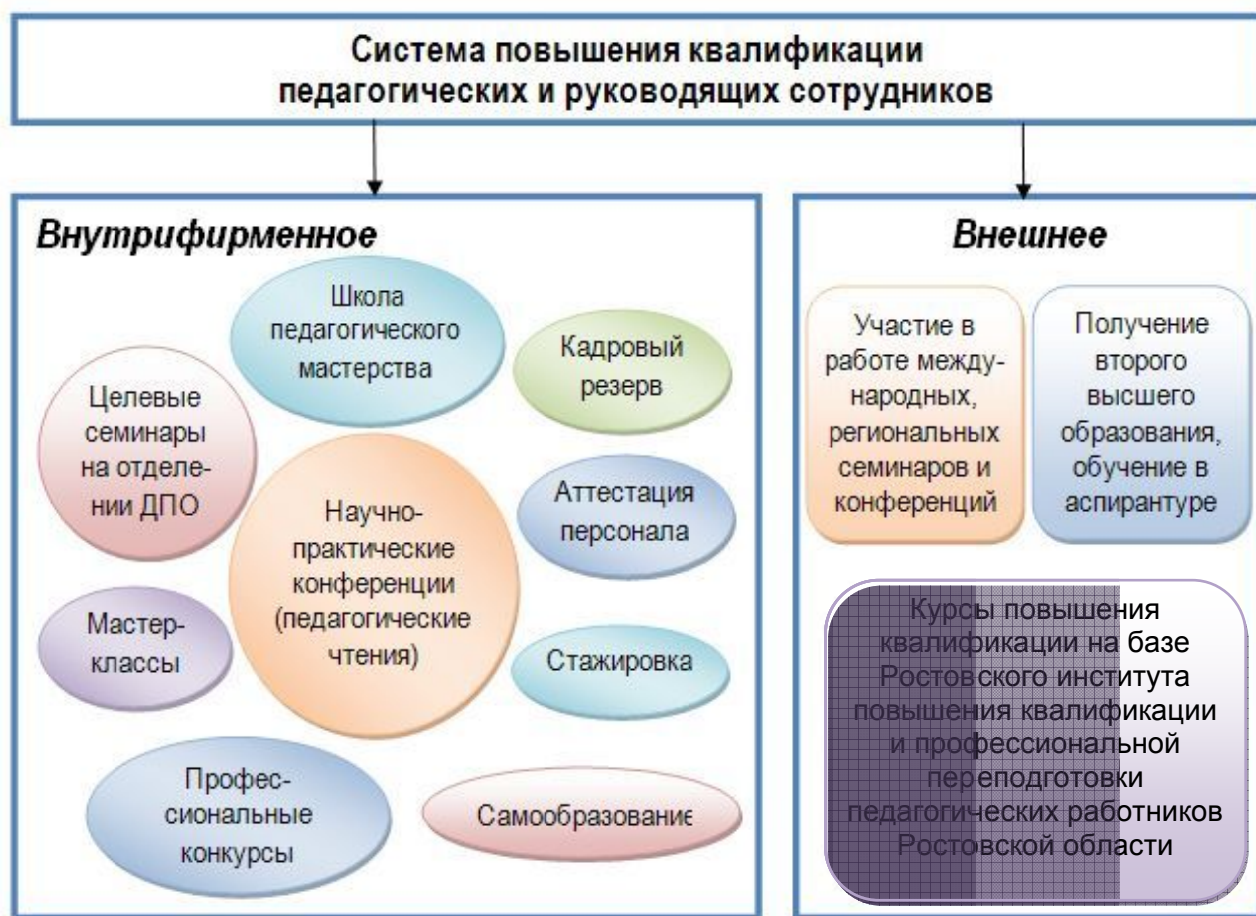 Система повышения квалификации
педагогических и руководящих сотрудников
Внутрифирменное
Школа
педагогического
мастерства
Кадровый
резерв
Целевые
семинары
на отделе-
нии ДПО
Аттестация
персонала
Научно-
практические
конференции
(педагогические
чтения)
Мастер-
классы
Стажировка
Профес-
сиональные
конкурсы
Самообразование
Внешнее
Участие в
работе между-
народных,
региональных
семинаров и
конференций
Получение
второго
высшего
образования,
обучение в
аспирантуре
Курсы повышения
квалификации на базе
Ростовского института
повышения квалификации
и профессиональной
переподготовки
педагогических работников
Ростовской области